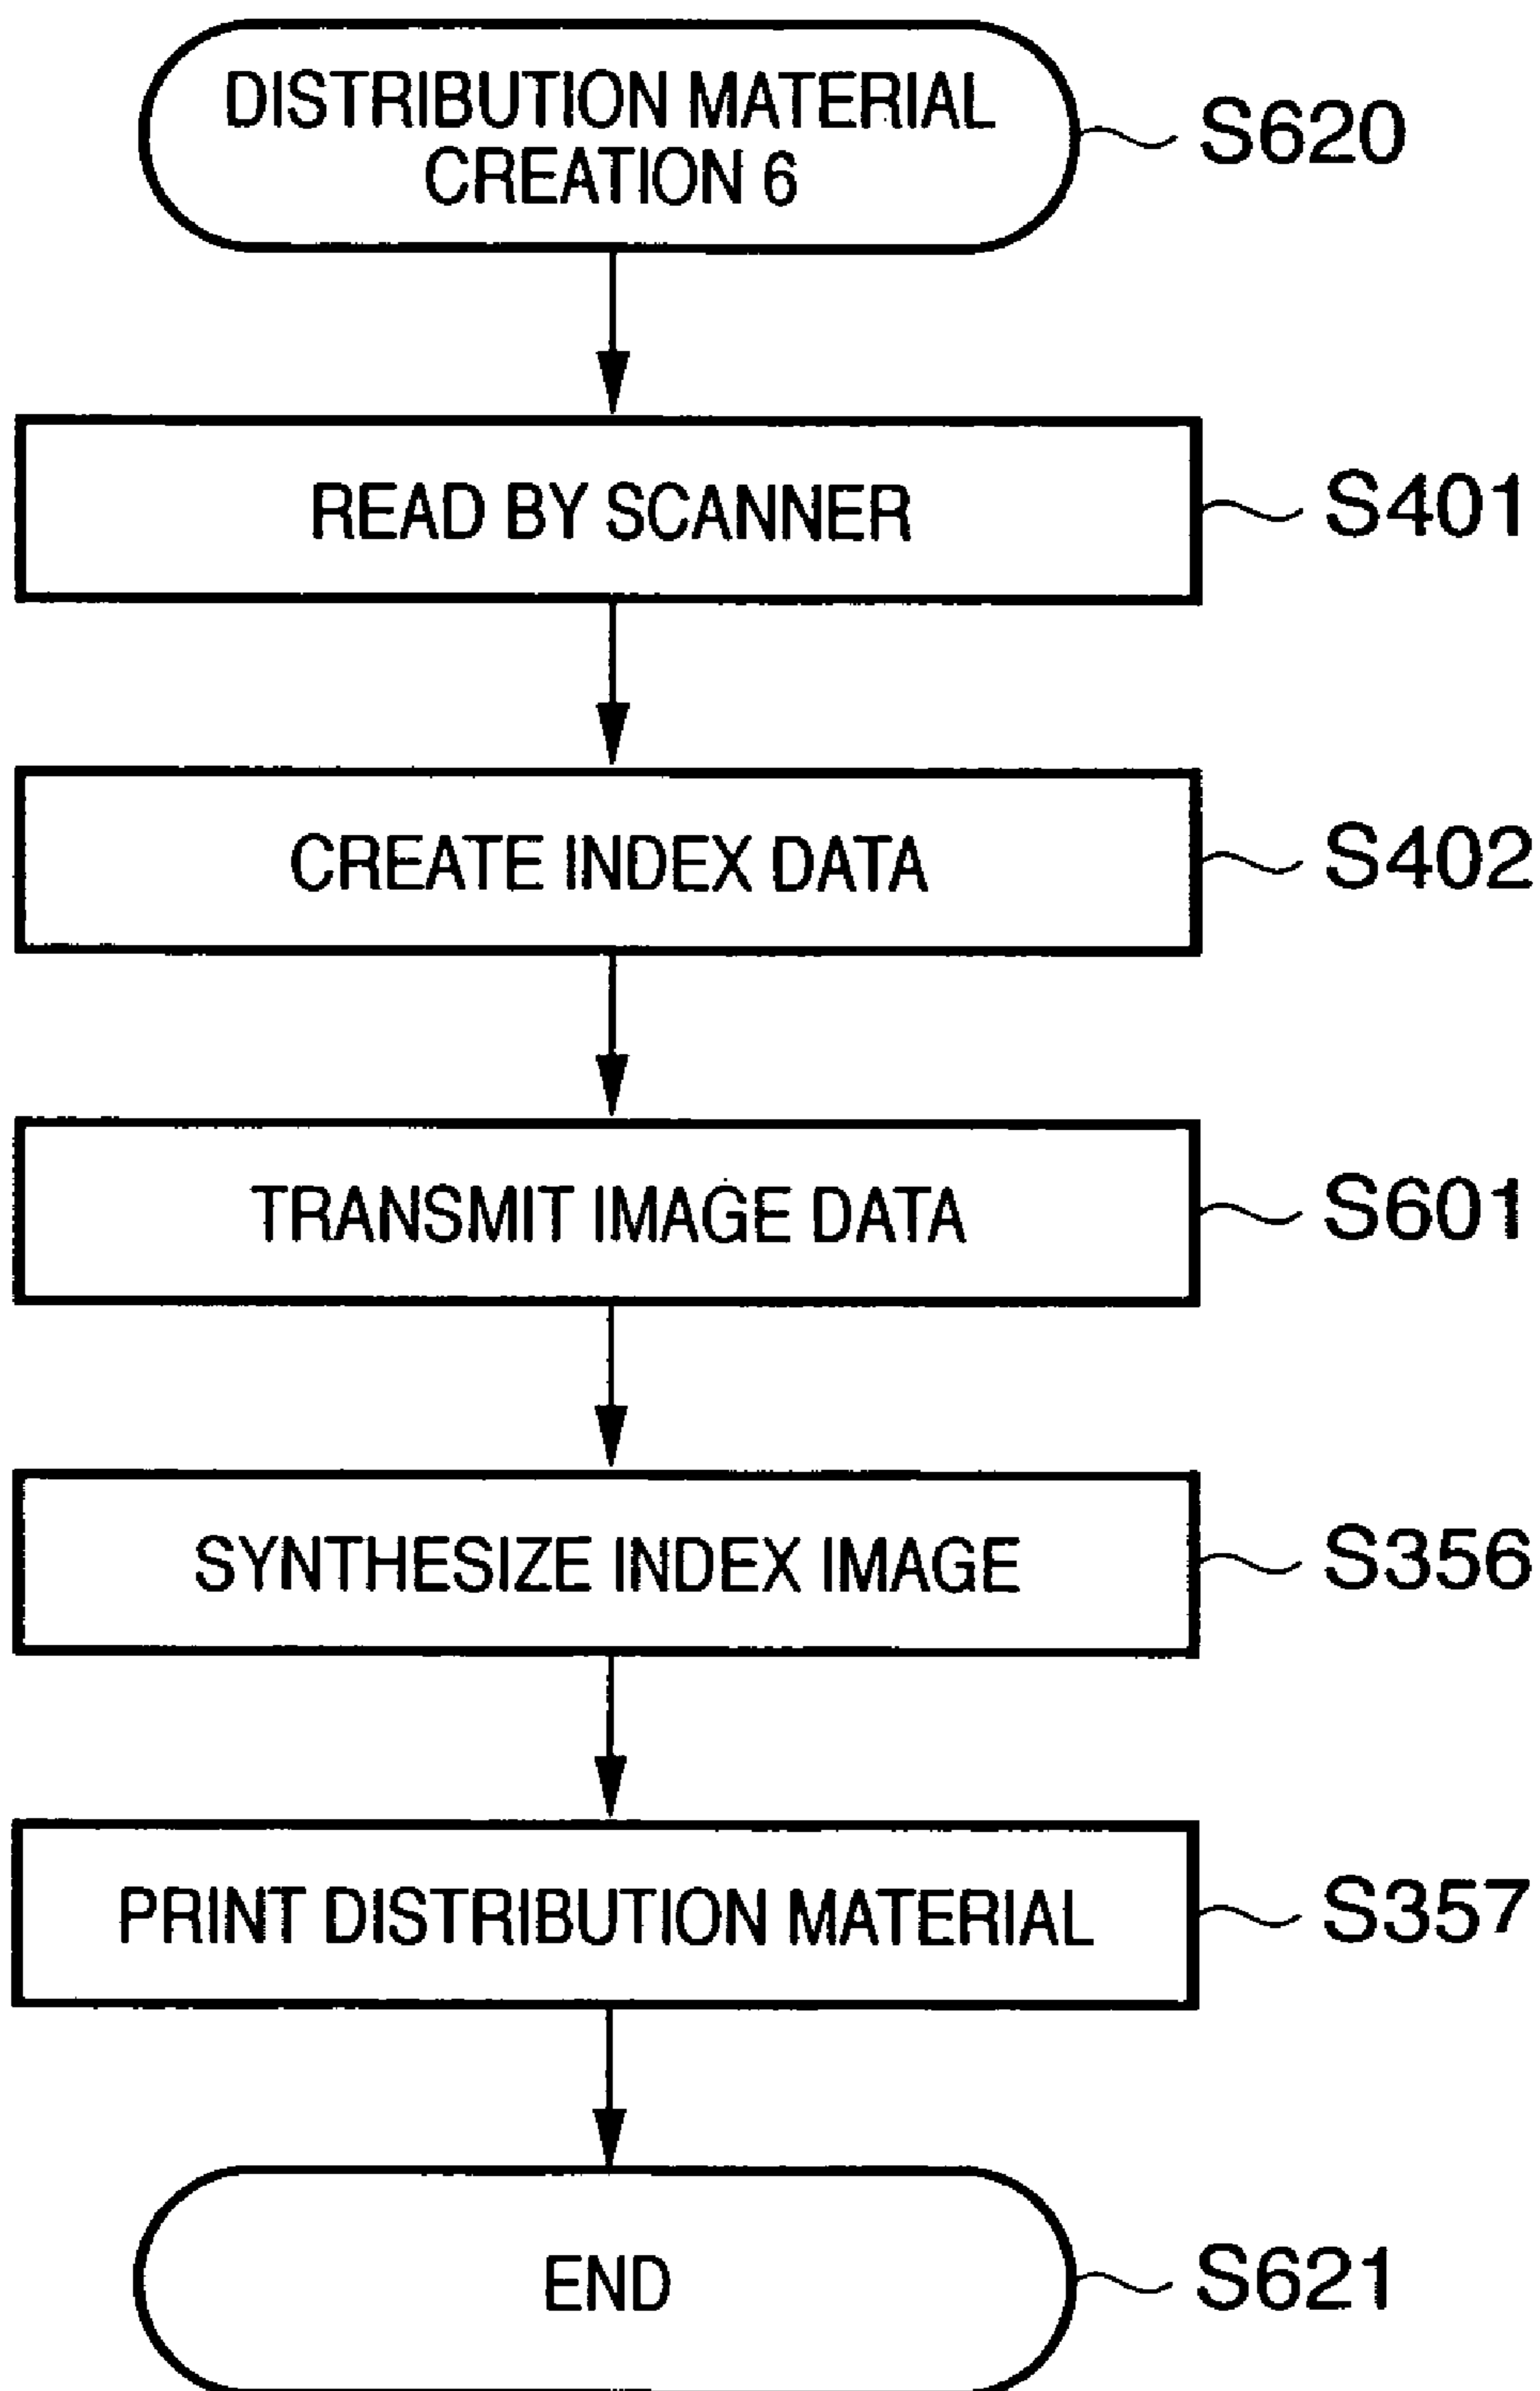 DISTRIBUTION MATERIAL
CREATION 6
S620
READ BY SCANNER
S401
CREATE INDEX DATA
S402
TRANSMIT IMAGE DATA
S601
SYNTHESIZE INDEX IMAGE
S356
PRINT DISTRIBUTION MATERIAL
S357
END
S621